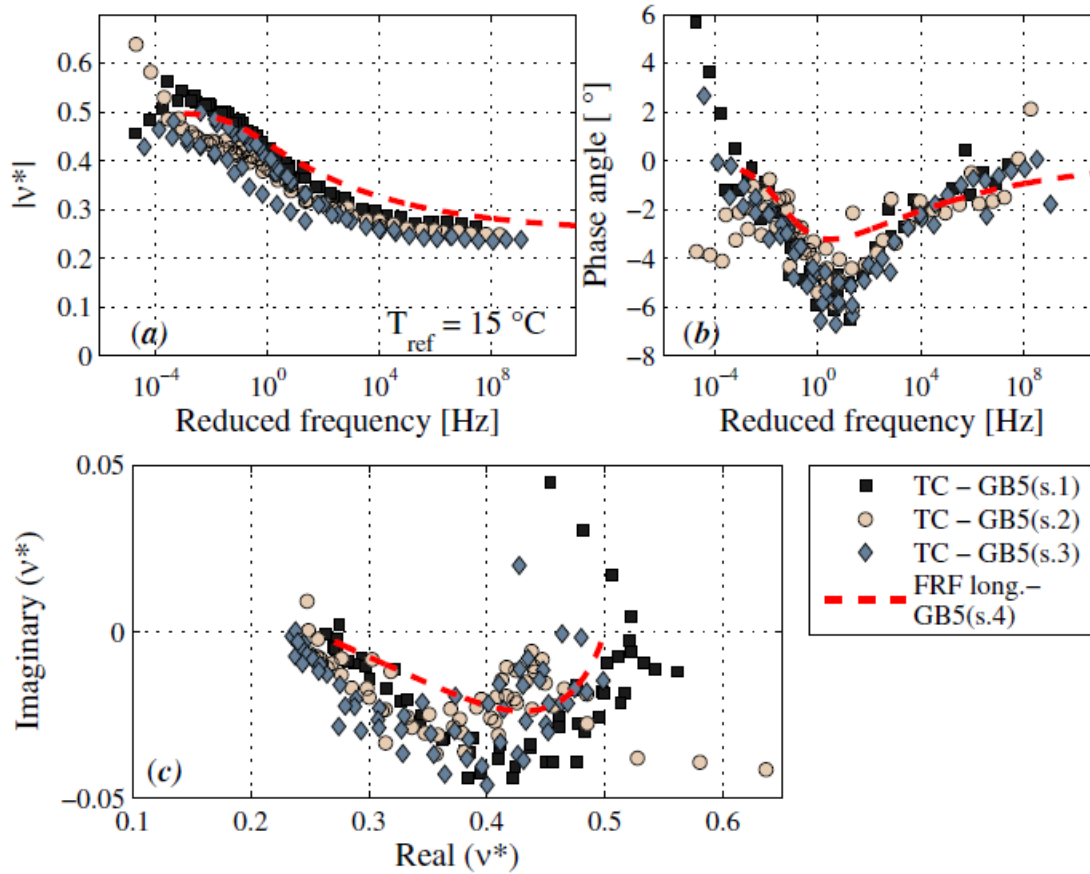 0.6
0.5
0.4
0.3
0.2
0.1
0
|ν*|
(a)
T_ref = 15 °C
10^-4 10^0 10^4 10^8
Reduced frequency [Hz]
6
4
2
0
−2
−4
−6
−8
Phase angle [ °]
(b)
10^-4 10^0 10^4 10^8
Reduced frequency [Hz]
0.05
0
−0.05
Imaginary (ν*)
(c)
0.1 0.2 0.3 0.4 0.5 0.6
Real (ν*)
TC − GB5(s.1)
TC − GB5(s.2)
TC − GB5(s.3)
FRF long.−
GB5(s.4)